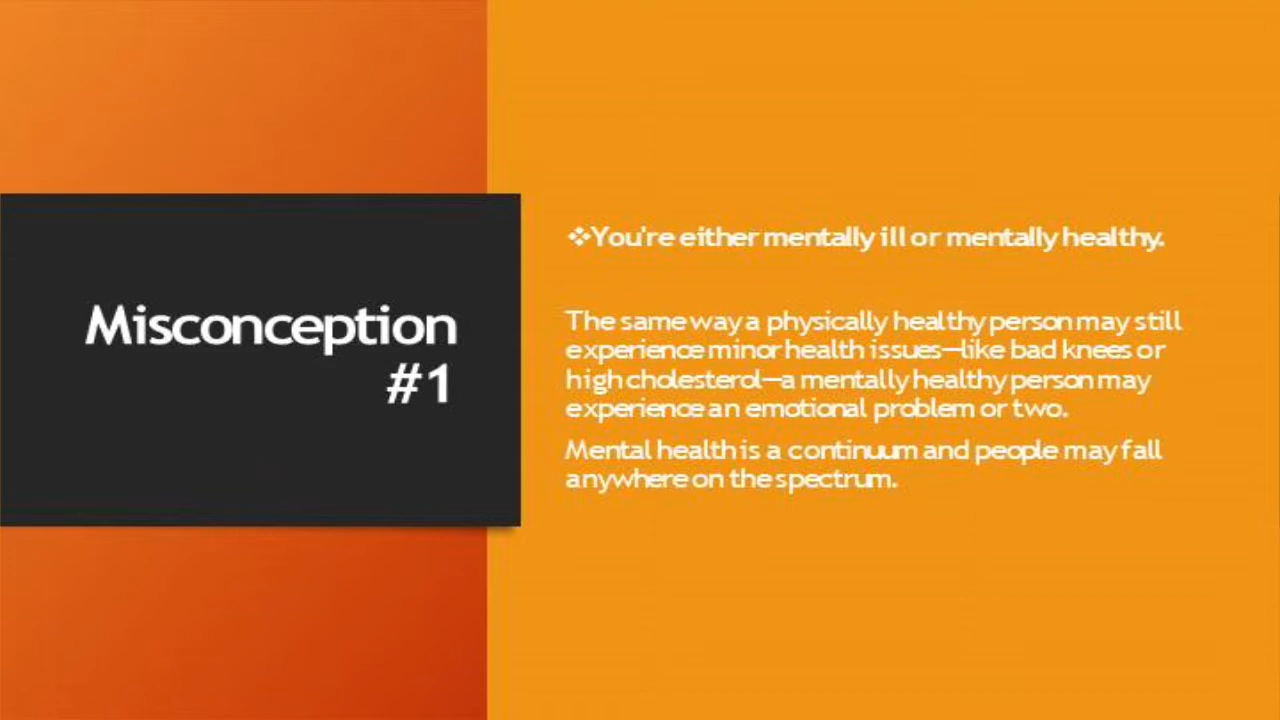 Misconception
#1
❖You're either mentally ill or mentally healthy.
The same way a physically healthy person may still
experience minor health issues—like bad knees or
high cholesterol—a mentally healthy person may
experience an emotional problem or two.
Mental health is a continuum and people may fall
anywhere on the spectrum.